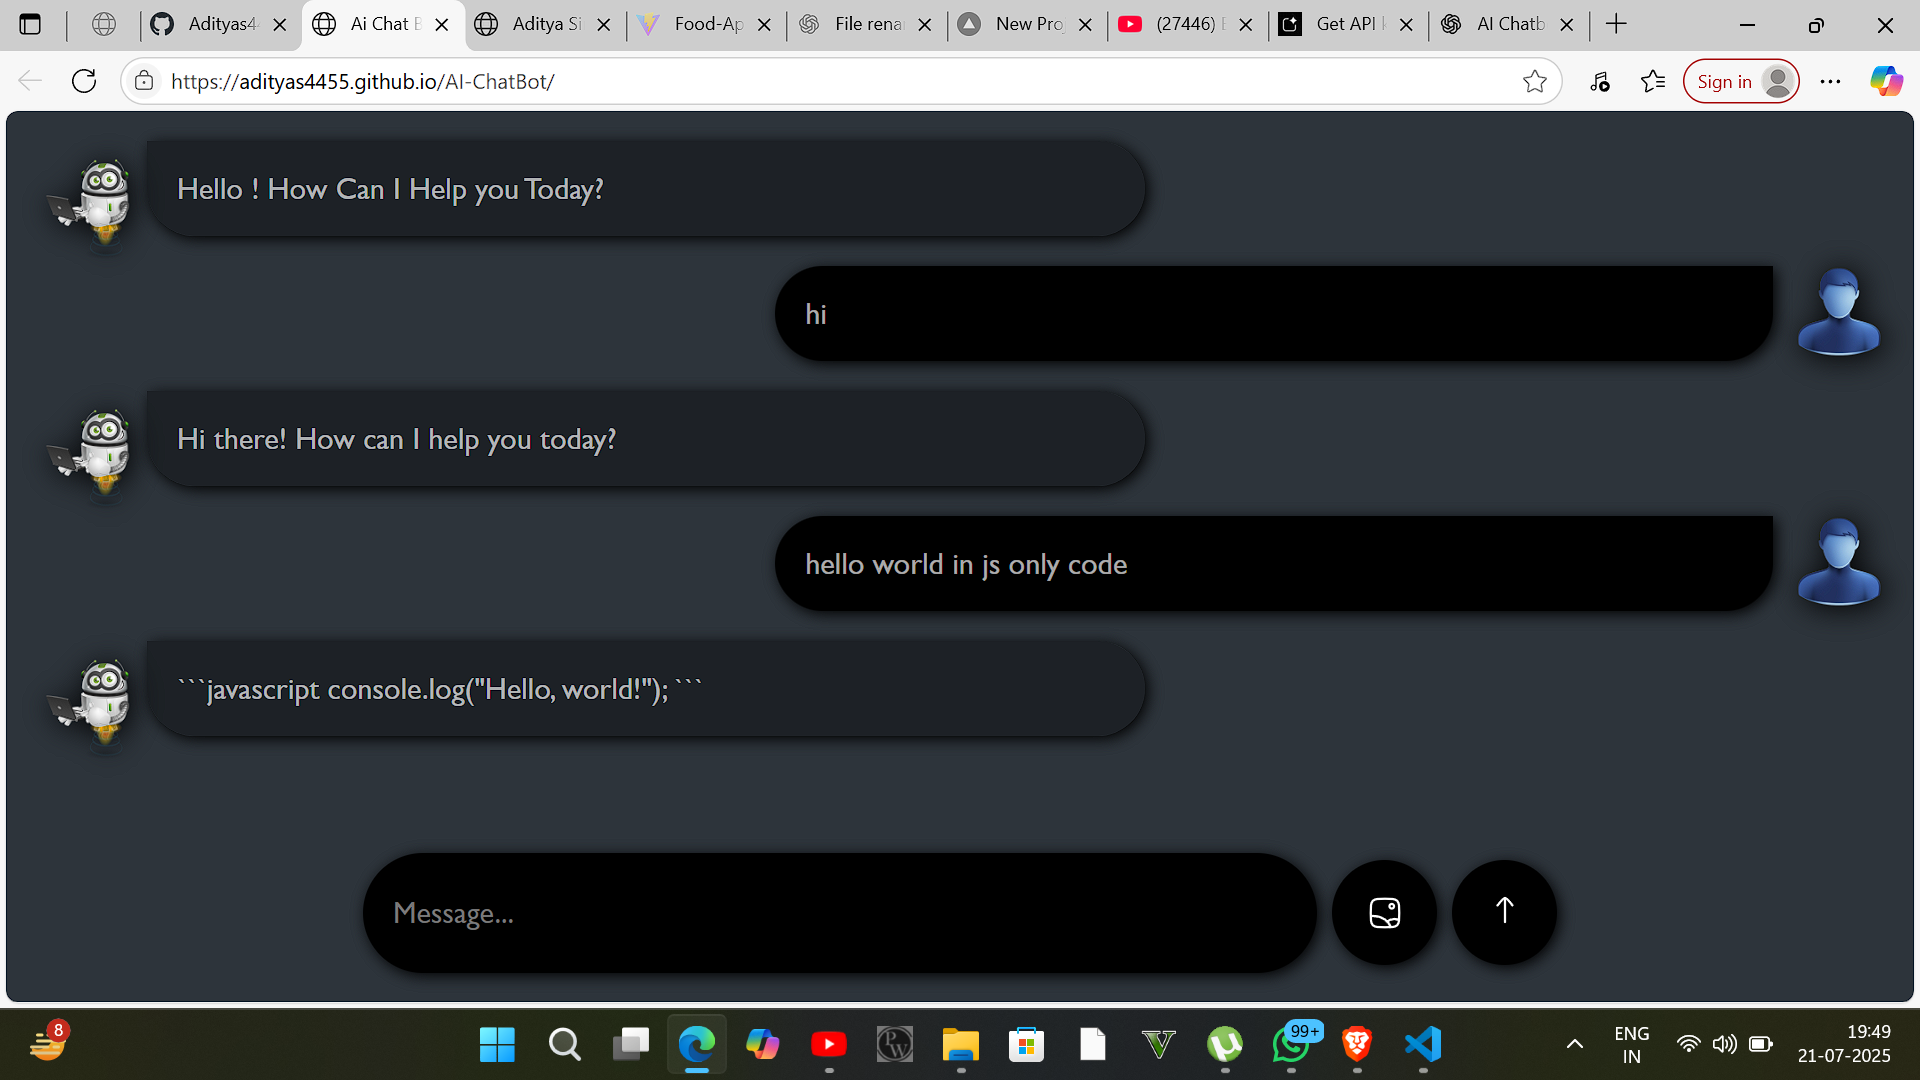 Adityas4
Ai Chat B
Aditya Si
Food-Ap
File rena
New Proj
(27446)
Get API k
AI Chatb
https://adityas4455.github.io/AI-ChatBot/
Sign in
Hello ! How Can I Help you Today?
hi
Hi there! How can I help you today?
hello world in js only code
```javascript console.log("Hello, world!"); ```
Message...
8
PW
V
99+
ENG
IN
19:49
21-07-2025